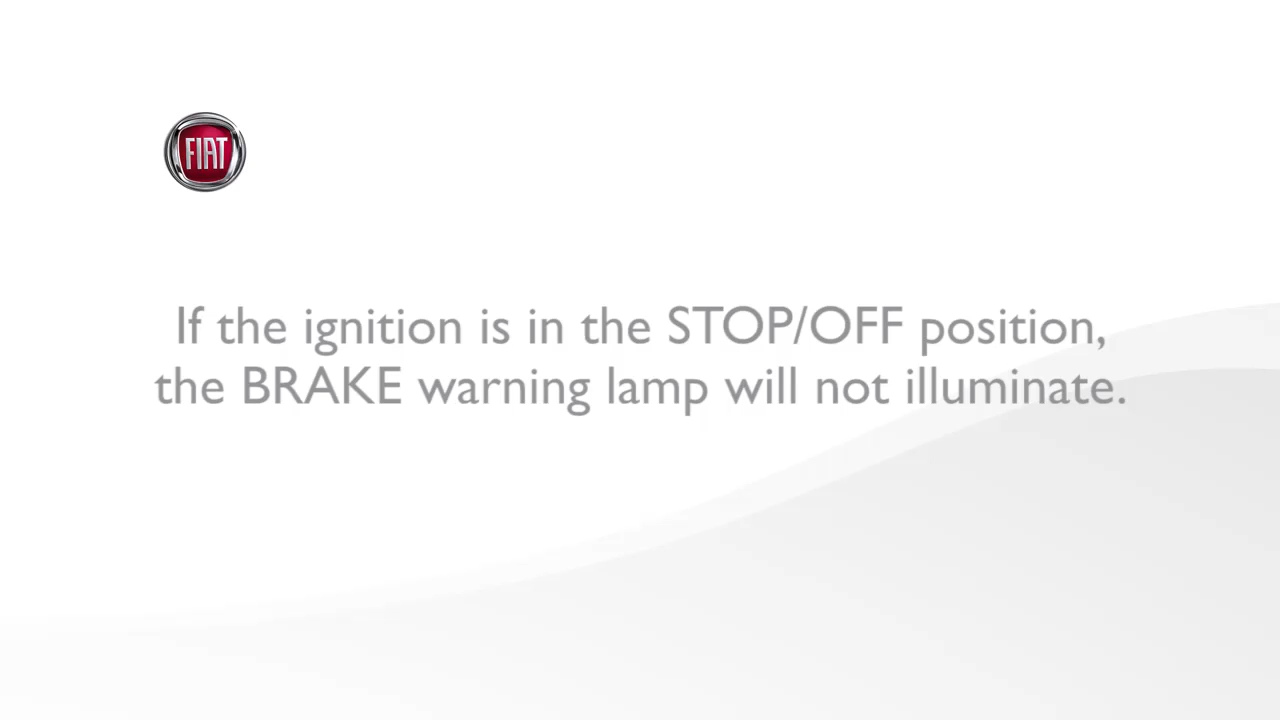 FIAT
If the ignition is in the STOP/OFF position,
the BRAKE warning lamp will not illuminate.